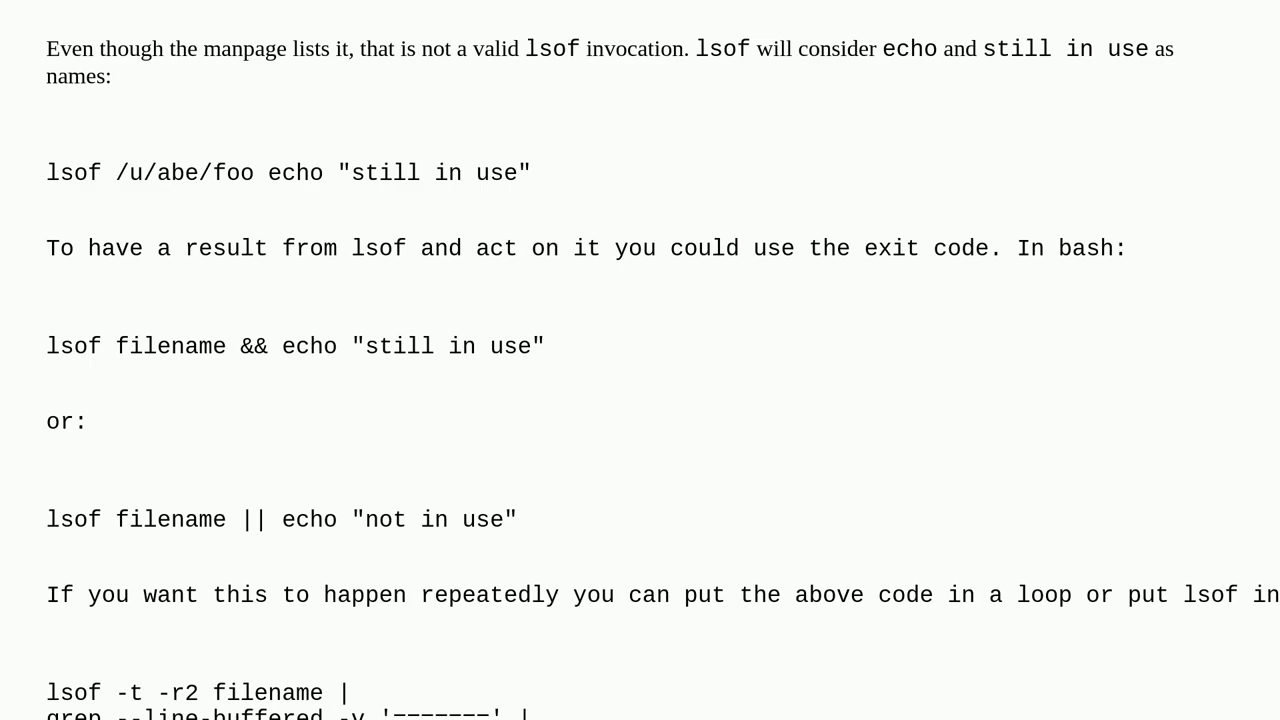 Even though the manpage lists it, that is not a valid lsof invocation. lsof will consider echo and still in use as
names:
lsof /u/abe/foo echo "still in use"
To have a result from lsof and act on it you could use the exit code. In bash:
lsof filename && echo "still in use"
or:
lsof filename || echo "not in use"
If you want this to happen repeatedly you can put the above code in a loop or put lsof in
lsof -t -r2 filename |
grep --line-buffered -v '=======' |